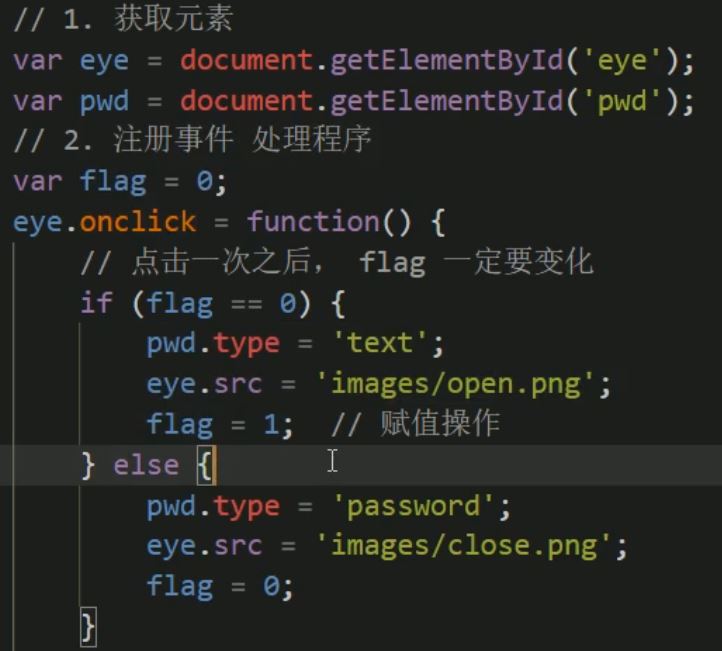 // 1. 获取元素
var eye = document.getElementById('eye');
var pwd = document.getElementById('pwd');
// 2. 注册事件 处理程序
var flag = 0;
eye.onclick = function() {
    // 点击一次之后， flag 一定要变化
    if (flag == 0) {
        pwd.type = 'text';
        eye.src = 'images/open.png';
        flag = 1;  // 赋值操作
    } else {
        pwd.type = 'password';
        eye.src = 'images/close.png';
        flag = 0;
    }